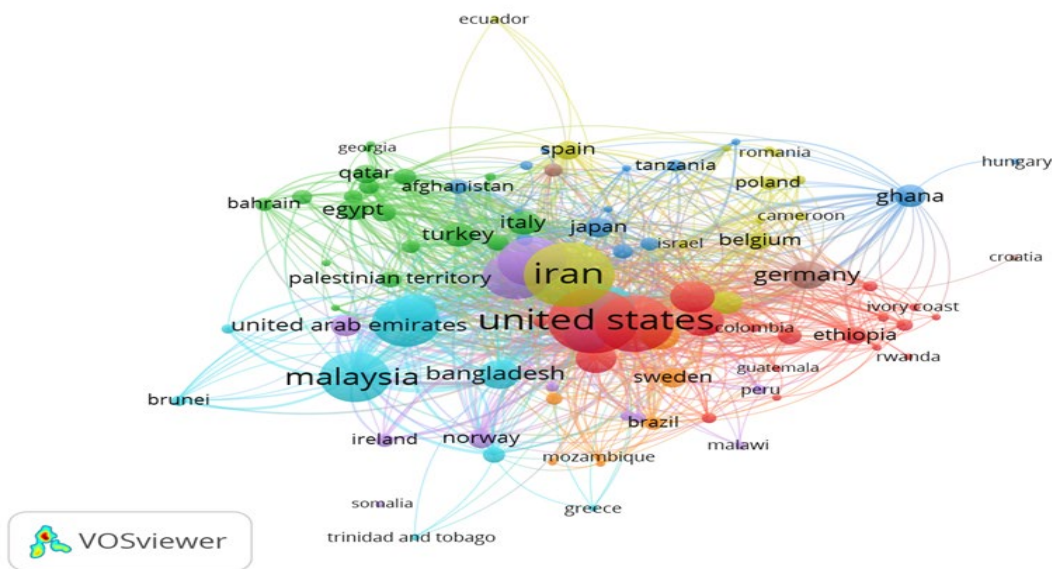 ecuador
georgia
spain
romania
qatar
tanzania
hungary
afghanistan
poland
bahrain
ghana
egypt
cameroon
italy
japan
turkey
israel
belgium
croatia
palestinian territory
iran
germany
ivory coast
united arab emirates
united states
colombia
ethiopia
rwanda
guatemala
malaysia
bangladesh
sweden
peru
brunei
brazil
ireland
norway
malawi
mozambique
somalia
greece
trinidad and tobago
VOSviewer